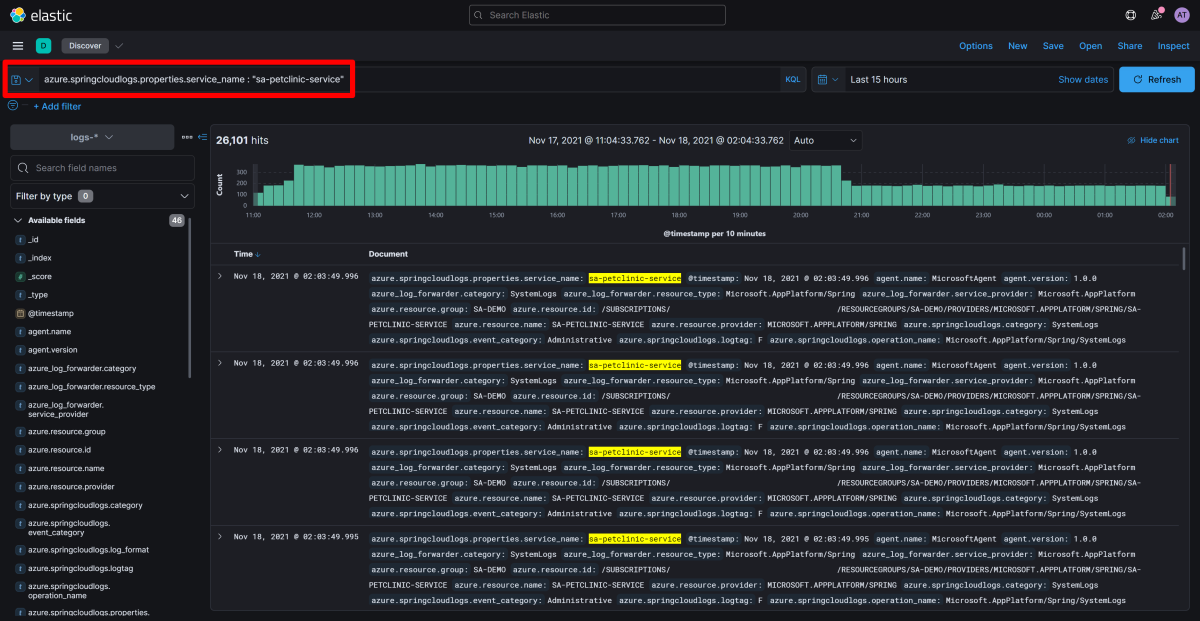 elastic
Search Elastic
AT
D
Discover
Options New Save Open Share Inspect
azure.springcloudlogs.properties.service_name : "sa-petclinic-service"
KQL
Last 15 hours
Show dates
Refresh
+ Add filter
logs-*
26,101 hits
Nov 17, 2021 @ 11:04:33.762 - Nov 18, 2021 @ 02:04:33.762
Auto
Hide chart
Search field names
Filter by type 0
Available fields 46
t _id
t _index
# _score
t _type
@timestamp
t agent.name
t agent.version
t azure_log_forwarder.category
t azure_log_forwarder.resource_type
t azure_log_forwarder.
service_provider
t azure.resource.group
t azure.resource.id
t azure.resource.name
t azure.resource.provider
t azure.springcloudlogs.category
t azure.springcloudlogs.
event_category
t azure.springcloudlogs.log_format
t azure.springcloudlogs.logtag
t azure.springcloudlogs.
operation_name
t azure.springcloudlogs.properties.
Count
300
200
100
0
11:00 12:00 13:00 14:00 15:00 16:00 17:00 18:00 19:00 20:00 21:00 22:00 23:00 00:00 01:00 02:00
@timestamp per 10 minutes
Time Document
Nov 18, 2021 @ 02:03:49.996 azure.springcloudlogs.properties.service_name: sa-petclinic-service @timestamp: Nov 18, 2021 @ 02:03:49.996 agent.name: MicrosoftAgent agent.version: 1.0.0
azure_log_forwarder.category: SystemLogs azure_log_forwarder.resource_type: Microsoft.AppPlatform/Spring azure_log_forwarder.service_provider: Microsoft.AppPlatform
azure.resource.group: SA-DEMO azure.resource.id: /SUBSCRIPTIONS/ /RESOURCEGROUPS/SA-DEMO/PROVIDERS/MICROSOFT.APPPLATFORM/SPRING/SA-
PETCLINIC-SERVICE azure.resource.name: SA-PETCLINIC-SERVICE azure.resource.provider: MICROSOFT.APPPLATFORM/SPRING azure.springcloudlogs.category: SystemLogs
azure.springcloudlogs.event_category: Administrative azure.springcloudlogs.logtag: F azure.springcloudlogs.operation_name: Microsoft.AppPlatform/Spring/SystemLogs
Nov 18, 2021 @ 02:03:49.996 azure.springcloudlogs.properties.service_name: sa-petclinic-service @timestamp: Nov 18, 2021 @ 02:03:49.996 agent.name: MicrosoftAgent agent.version: 1.0.0
azure_log_forwarder.category: SystemLogs azure_log_forwarder.resource_type: Microsoft.AppPlatform/Spring azure_log_forwarder.service_provider: Microsoft.AppPlatform
azure.resource.group: SA-DEMO azure.resource.id: /SUBSCRIPTIONS/ /RESOURCEGROUPS/SA-DEMO/PROVIDERS/MICROSOFT.APPPLATFORM/SPRING/SA-
PETCLINIC-SERVICE azure.resource.name: SA-PETCLINIC-SERVICE azure.resource.provider: MICROSOFT.APPPLATFORM/SPRING azure.springcloudlogs.category: SystemLogs
azure.springcloudlogs.event_category: Administrative azure.springcloudlogs.logtag: F azure.springcloudlogs.operation_name: Microsoft.AppPlatform/Spring/SystemLogs
Nov 18, 2021 @ 02:03:49.996 azure.springcloudlogs.properties.service_name: sa-petclinic-service @timestamp: Nov 18, 2021 @ 02:03:49.996 agent.name: MicrosoftAgent agent.version: 1.0.0
azure_log_forwarder.category: SystemLogs azure_log_forwarder.resource_type: Microsoft.AppPlatform/Spring azure_log_forwarder.service_provider: Microsoft.AppPlatform
azure.resource.group: SA-DEMO azure.resource.id: /SUBSCRIPTIONS/ /RESOURCEGROUPS/SA-DEMO/PROVIDERS/MICROSOFT.APPPLATFORM/SPRING/SA-
PETCLINIC-SERVICE azure.resource.name: SA-PETCLINIC-SERVICE azure.resource.provider: MICROSOFT.APPPLATFORM/SPRING azure.springcloudlogs.category: SystemLogs
azure.springcloudlogs.event_category: Administrative azure.springcloudlogs.logtag: F azure.springcloudlogs.operation_name: Microsoft.AppPlatform/Spring/SystemLogs
Nov 18, 2021 @ 02:03:49.995 azure.springcloudlogs.properties.service_name: sa-petclinic-service @timestamp: Nov 18, 2021 @ 02:03:49.995 agent.name: MicrosoftAgent agent.version: 1.0.0
azure_log_forwarder.category: SystemLogs azure_log_forwarder.resource_type: Microsoft.AppPlatform/Spring azure_log_forwarder.service_provider: Microsoft.AppPlatform
azure.resource.group: SA-DEMO azure.resource.id: /SUBSCRIPTIONS/ /RESOURCEGROUPS/SA-DEMO/PROVIDERS/MICROSOFT.APPPLATFORM/SPRING/SA-
PETCLINIC-SERVICE azure.resource.name: SA-PETCLINIC-SERVICE azure.resource.provider: MICROSOFT.APPPLATFORM/SPRING azure.springcloudlogs.category: SystemLogs
azure.springcloudlogs.event_category: Administrative azure.springcloudlogs.logtag: F azure.springcloudlogs.operation_name: Microsoft.AppPlatform/Spring/SystemLogs